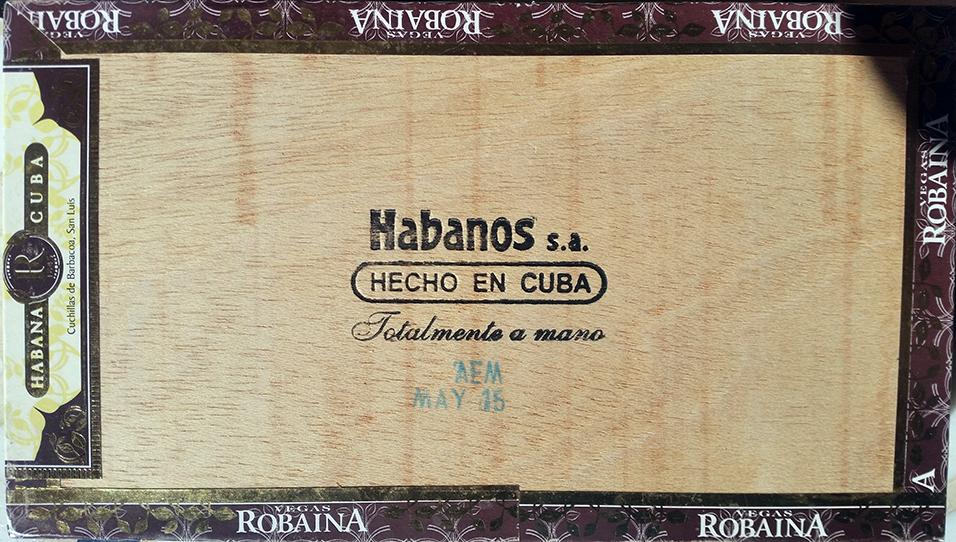 ROBAI
VEGAS
ROBAINA
VEGAS
ROBAINA
HABANA R CUBA
Cuchillas de Barbacoa, San Luis
Habanos s.a.
HECHO EN CUBA
Totalmente a mano
AEM
MAY 15
VEGAS
ROBAINA
A
VEGAS
ROBAINA
VEGAS
ROBAINA